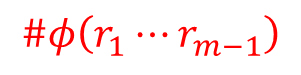 #𝜙(𝑟₁ ⋯ 𝑟ₘ₋₁)